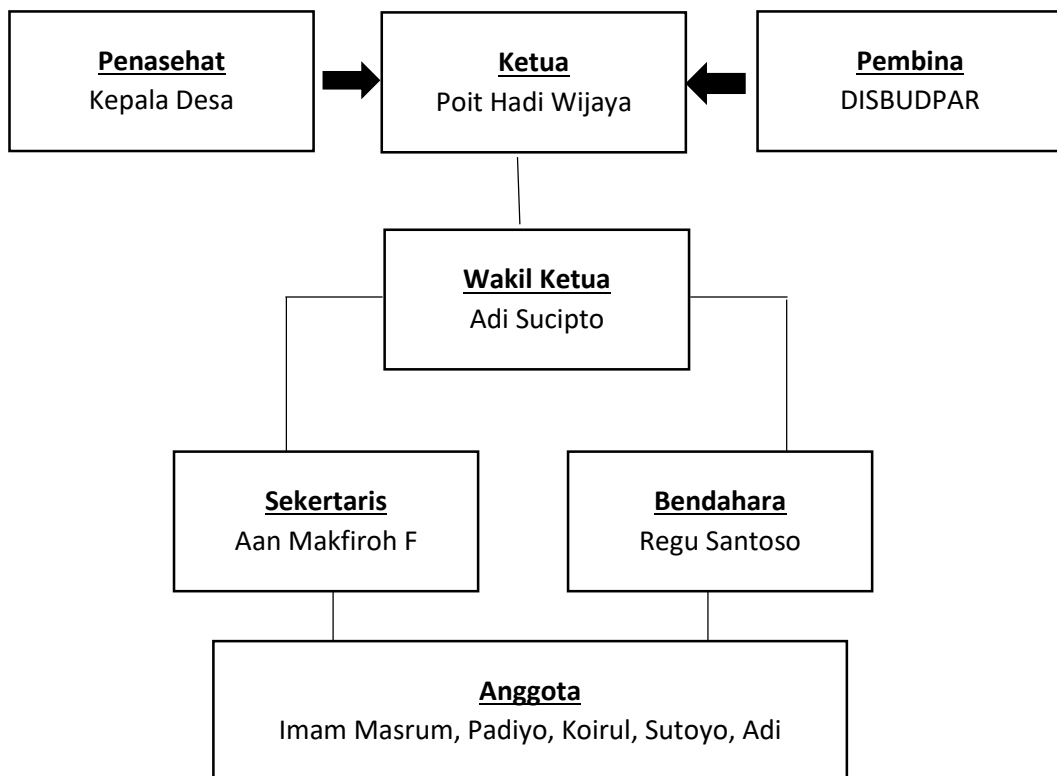 Penasehat
Kepala Desa
Ketua
Poit Hadi Wijaya
Pembina
DISBUDPAR
Wakil Ketua
Adi Sucipto
Sekertaris
Aan Makfiroh F
Bendahara
Regu Santoso
Anggota
Imam Masrum, Padiyo, Koirul, Sutoyo, Adi